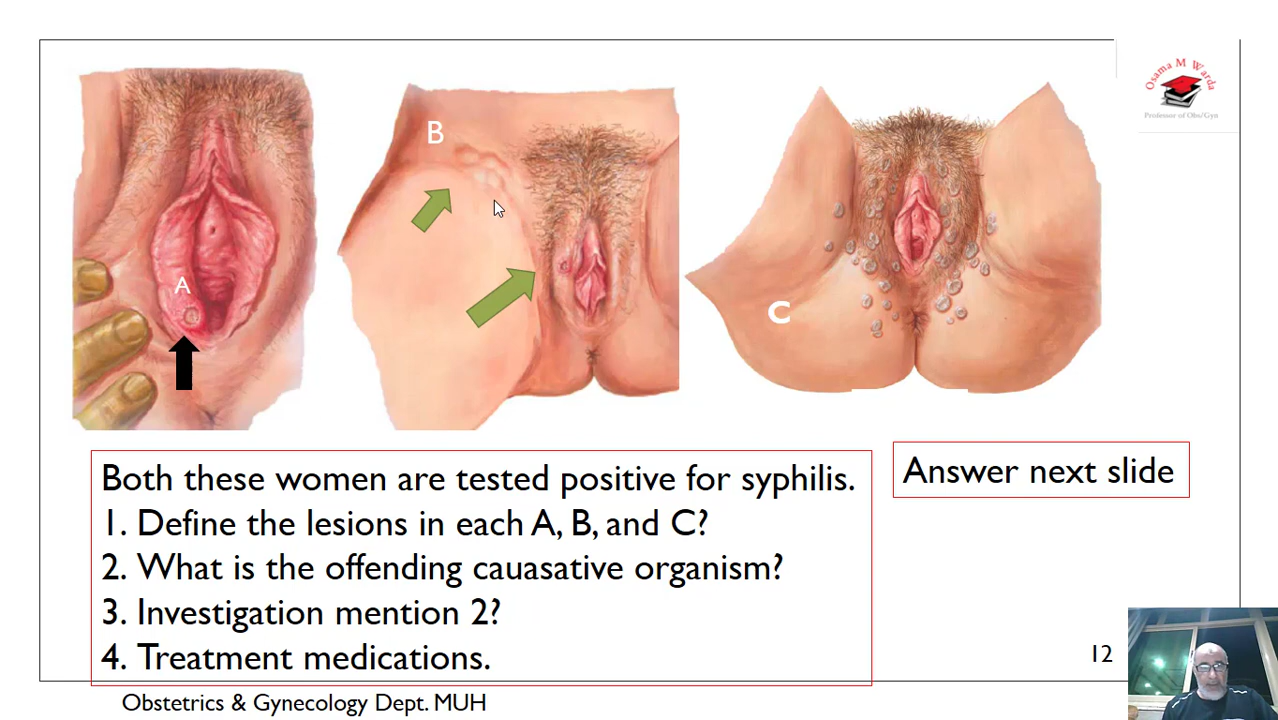 Osama M Warda
Professor of Obs/Gyn
A
B
C
Both these women are tested positive for syphilis.
1. Define the lesions in each A, B, and C?
2. What is the offending cauasative organism?
3. Investigation mention 2?
4. Treatment medications.
Answer next slide
12
Obstetrics & Gynecology Dept. MUH